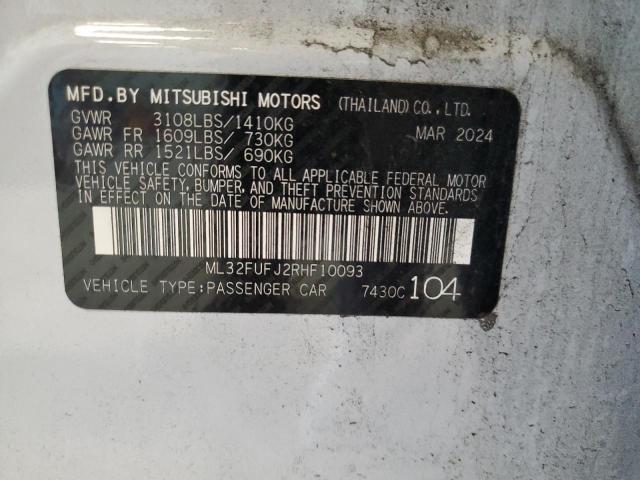 MFD.BY MITSUBISHI MOTORS (THAILAND) CO., LTD.
GVWR 3108LBS/1410KG MAR 2024
GAWR FR 1609LBS/ 730KG
GAWR RR 1521LBS/ 690KG
THIS VEHICLE CONFORMS TO ALL APPLICABLE FEDERAL MOTOR
VEHICLE SAFETY, BUMPER, AND THEFT PREVENTION STANDARDS
IN EFFECT ON THE DATE OF MANUFACTURE SHOWN ABOVE.
ML32FUFJ2RHF10093
VEHICLE TYPE:PASSENGER CAR 7430C 104